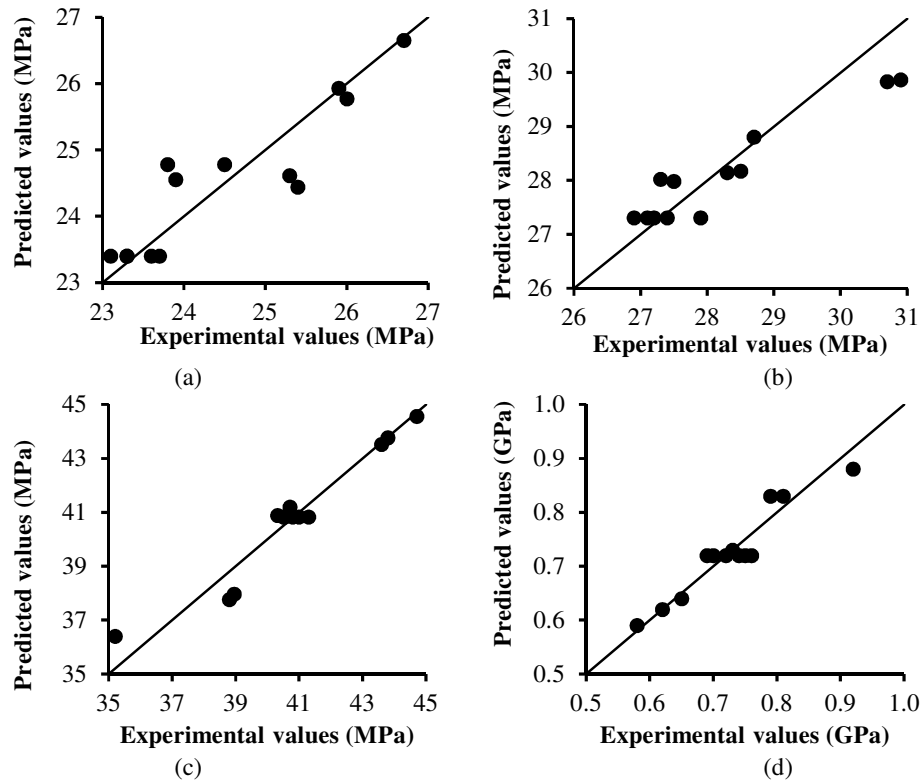 Predicted values (MPa)
27
26
25
24
23
23 24 25 26 27
Experimental values (MPa)
(a)
Predicted values (MPa)
31
30
29
28
27
26
26 27 28 29 30 31
Experimental values (MPa)
(b)
Predicted values (MPa)
45
43
41
39
37
35
35 37 39 41 43 45
Experimental values (MPa)
(c)
Predicted values (GPa)
1.0
0.9
0.8
0.7
0.6
0.5
0.5 0.6 0.7 0.8 0.9 1.0
Experimental values (GPa)
(d)